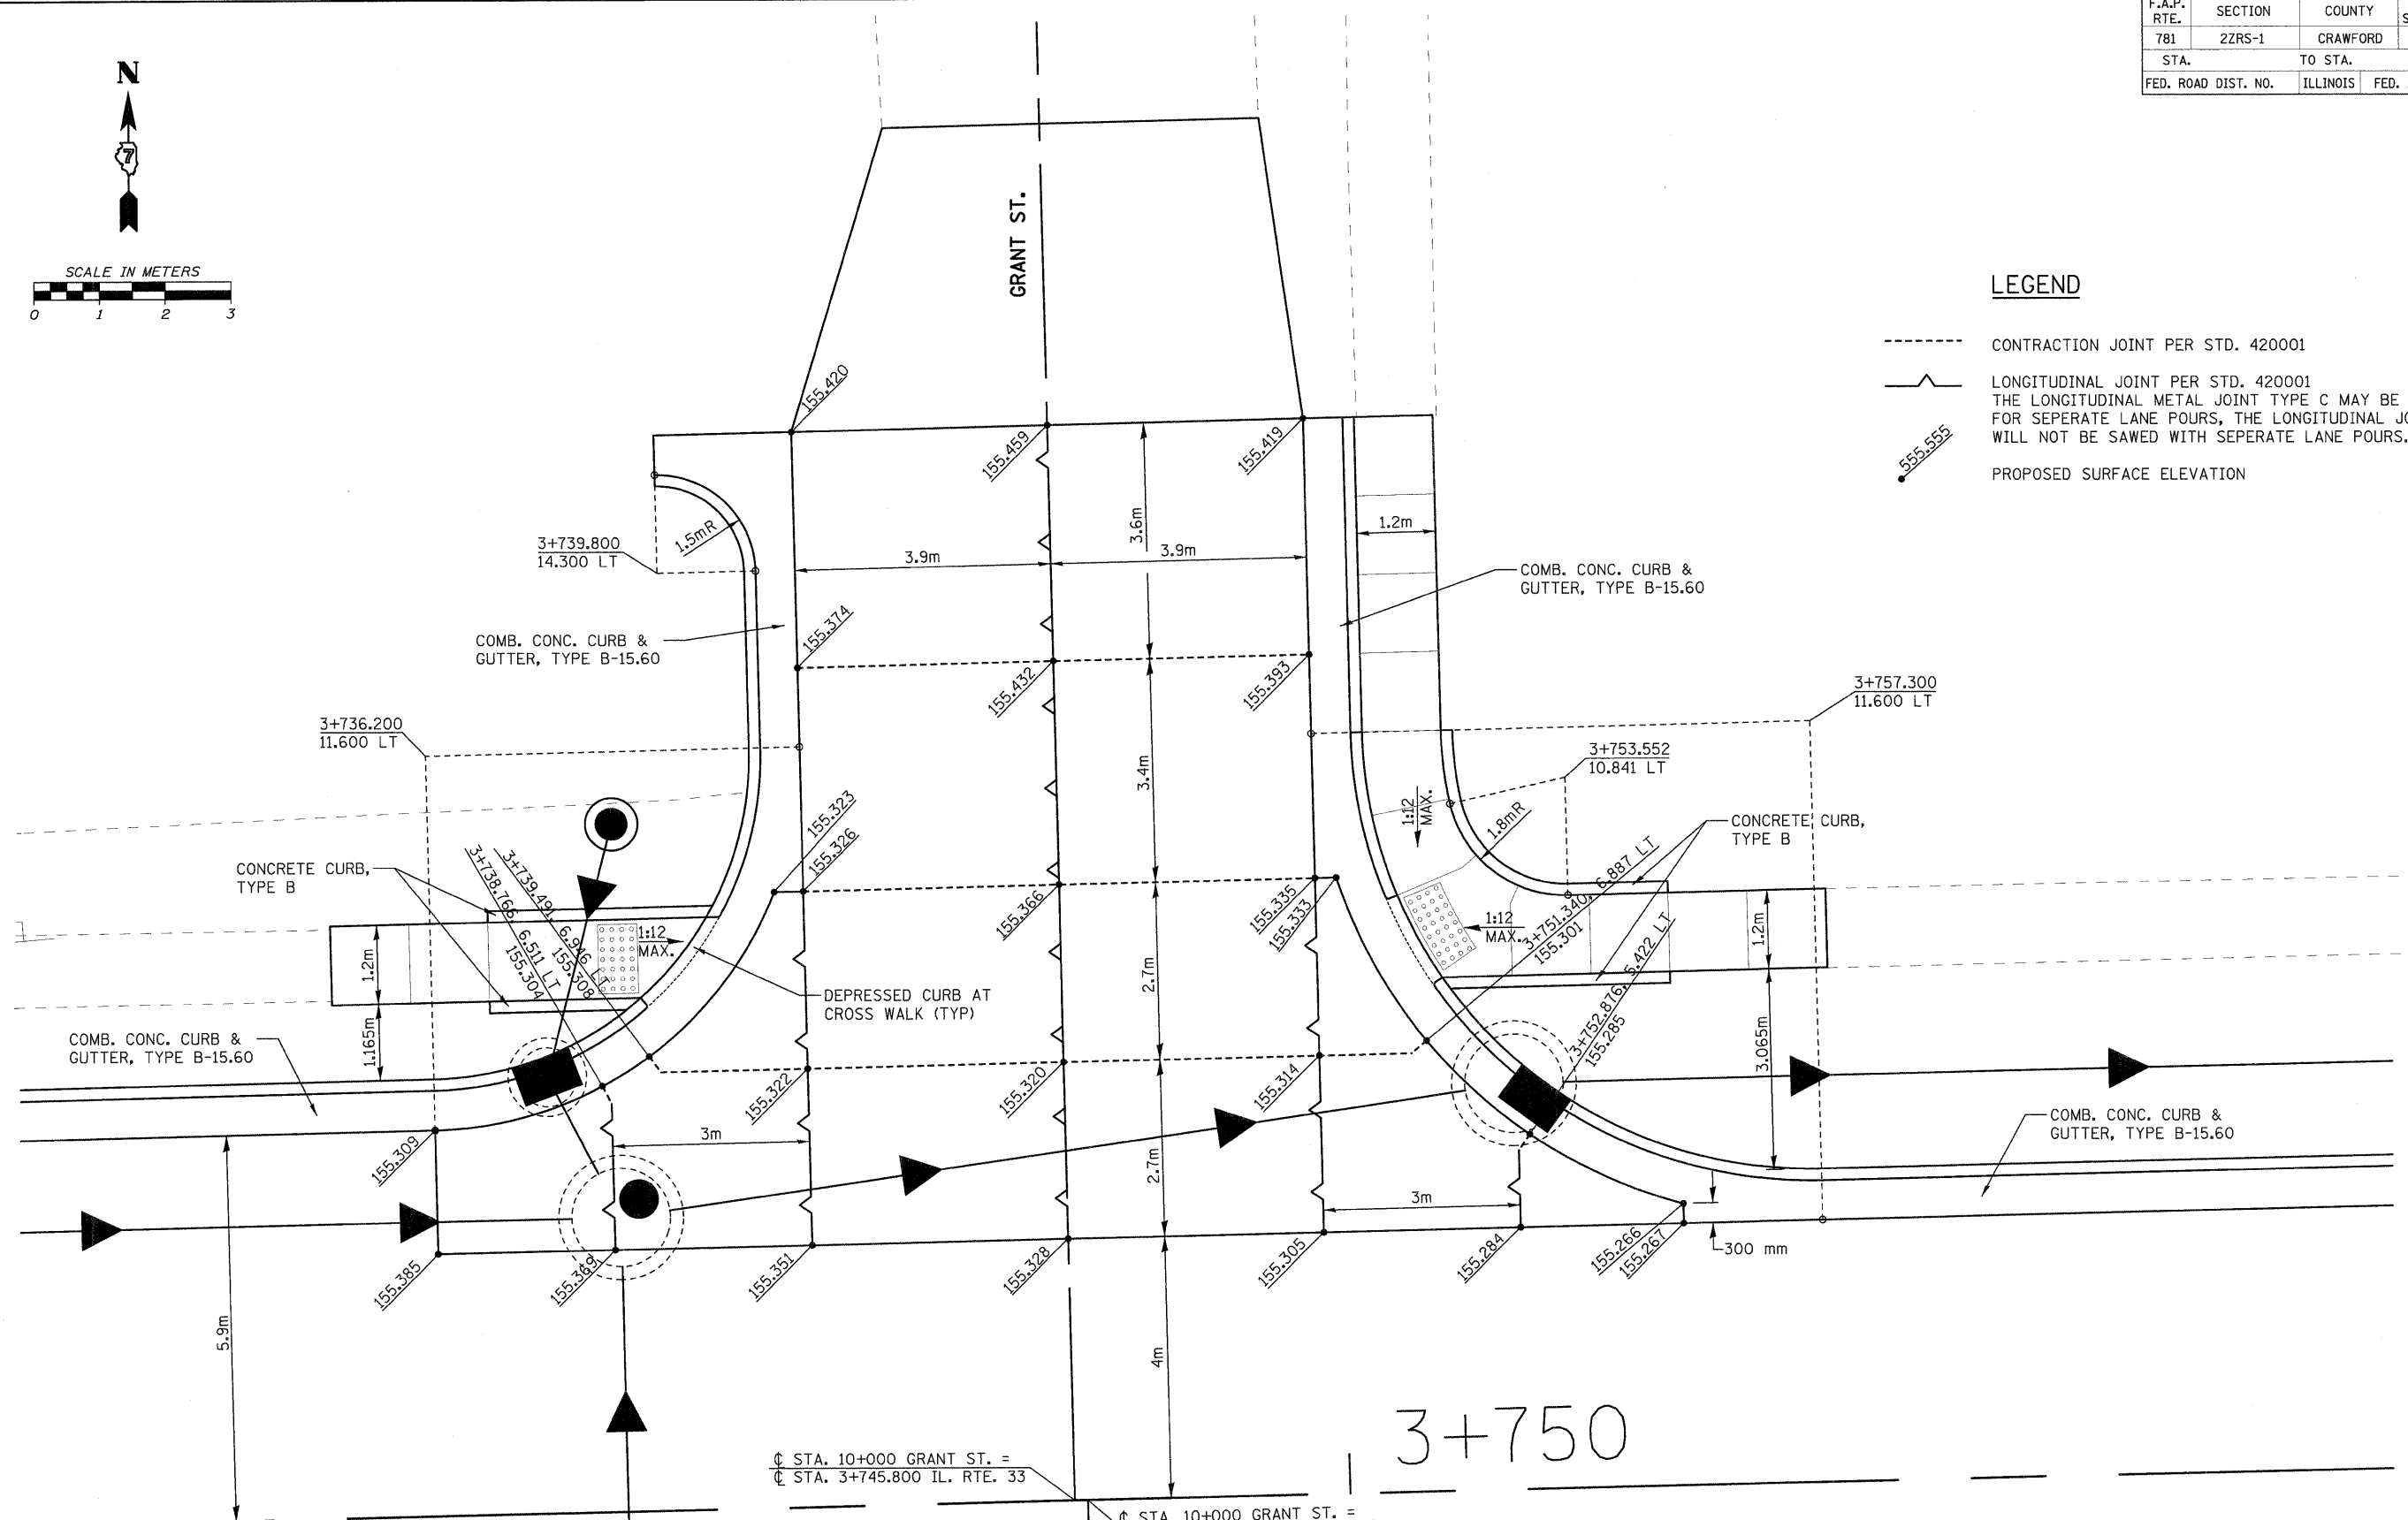 F.A.P.
RTE.
SECTION
COUNTY
781
2ZRS-1
CRAWFORD
STA.
TO STA.
FED. ROAD DIST. NO.
ILLINOIS
FED.
N
7
SCALE IN METERS
0 1 2 3
GRANT ST.
LEGEND
CONTRACTION JOINT PER STD. 420001
LONGITUDINAL JOINT PER STD. 420001
THE LONGITUDINAL METAL JOINT TYPE C MAY BE
FOR SEPERATE LANE POURS, THE LONGITUDINAL
WILL NOT BE SAWED WITH SEPERATE LANE POURS.
555.555
PROPOSED SURFACE ELEVATION
155.420
155.459
155.419
3.6m
1.5mR
3+739.800
14.300 LT
3.9m
3.9m
1.2m
COMB. CONC. CURB &
GUTTER, TYPE B-15.60
COMB. CONC. CURB &
GUTTER, TYPE B-15.60
155.374
155.432
155.393
3+736.200
11.600 LT
3+757.300
11.600 LT
3+753.552
10.841 LT
3.4m
1:12
MAX.
1.8mR
CONCRETE CURB,
TYPE B
155.323
155.326
CONCRETE CURB,
TYPE B
3+738.766
6.511 LT
155.304
3+739.491
6.946 LT
155.308
155.366
155.335
155.333
1:12
MAX.
1:12
MAX.
3+751.340, 6.887 LT
155.301
1.2m
1.2m
2.7m
DEPRESSED CURB AT
CROSS WALK (TYP)
3+752.876, 5.422 LT
155.285
COMB. CONC. CURB &
GUTTER, TYPE B-15.60
1.165m
3.065m
155.322
155.320
155.314
COMB. CONC. CURB &
GUTTER, TYPE B-15.60
155.309
3m
2.7m
3m
155.385
155.369
155.351
155.328
155.305
155.284
155.266
155.267
300 mm
5.9m
4m
3+750
℄ STA. 10+000 GRANT ST. =
℄ STA. 3+745.800 IL. RTE. 33
℄ STA. 10+000 GRANT ST. =